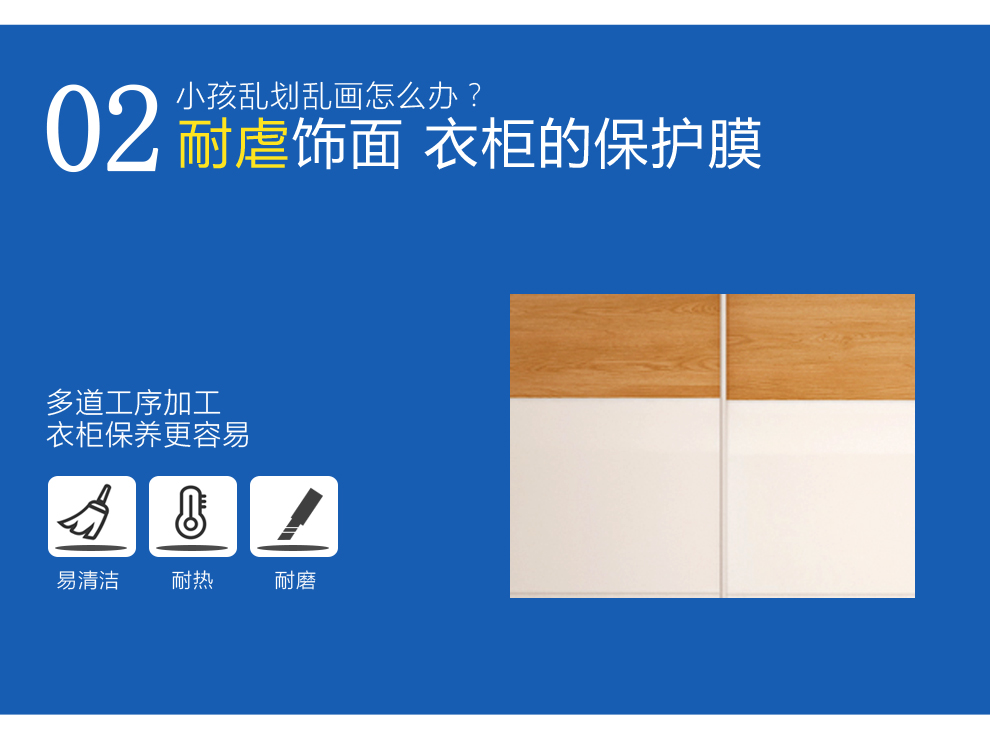 02
小孩乱划乱画怎么办？
耐虐饰面 衣柜的保护膜
多道工序加工
衣柜保养更容易
易清洁
耐热
耐磨